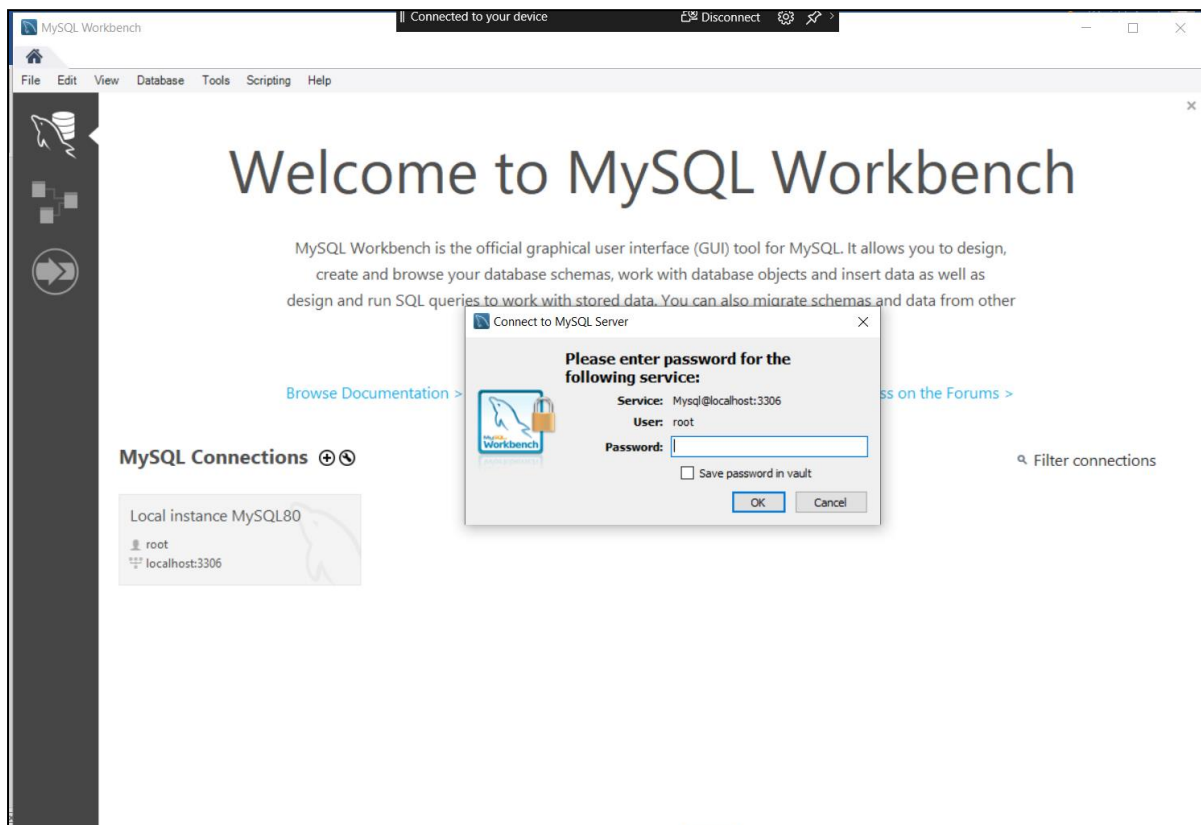 Connected to your device
Disconnect
MySQL Workbench
File Edit View Database Tools Scripting Help
Welcome to MySQL Workbench
MySQL Workbench is the official graphical user interface (GUI) tool for MySQL. It allows you to design,
create and browse your database schemas, work with database objects and insert data as well as
design and run SQL queries to work with stored data. You can also migrate schemas and data from other
Connect to MySQL Server
Please enter password for the
following service:
Service: Mysql@localhost:3306
User: root
Password:
Save password in vault
OK Cancel
Workbench
Browse Documentation >
ss on the Forums >
MySQL Connections
Filter connections
Local instance MySQL80
root
localhost:3306